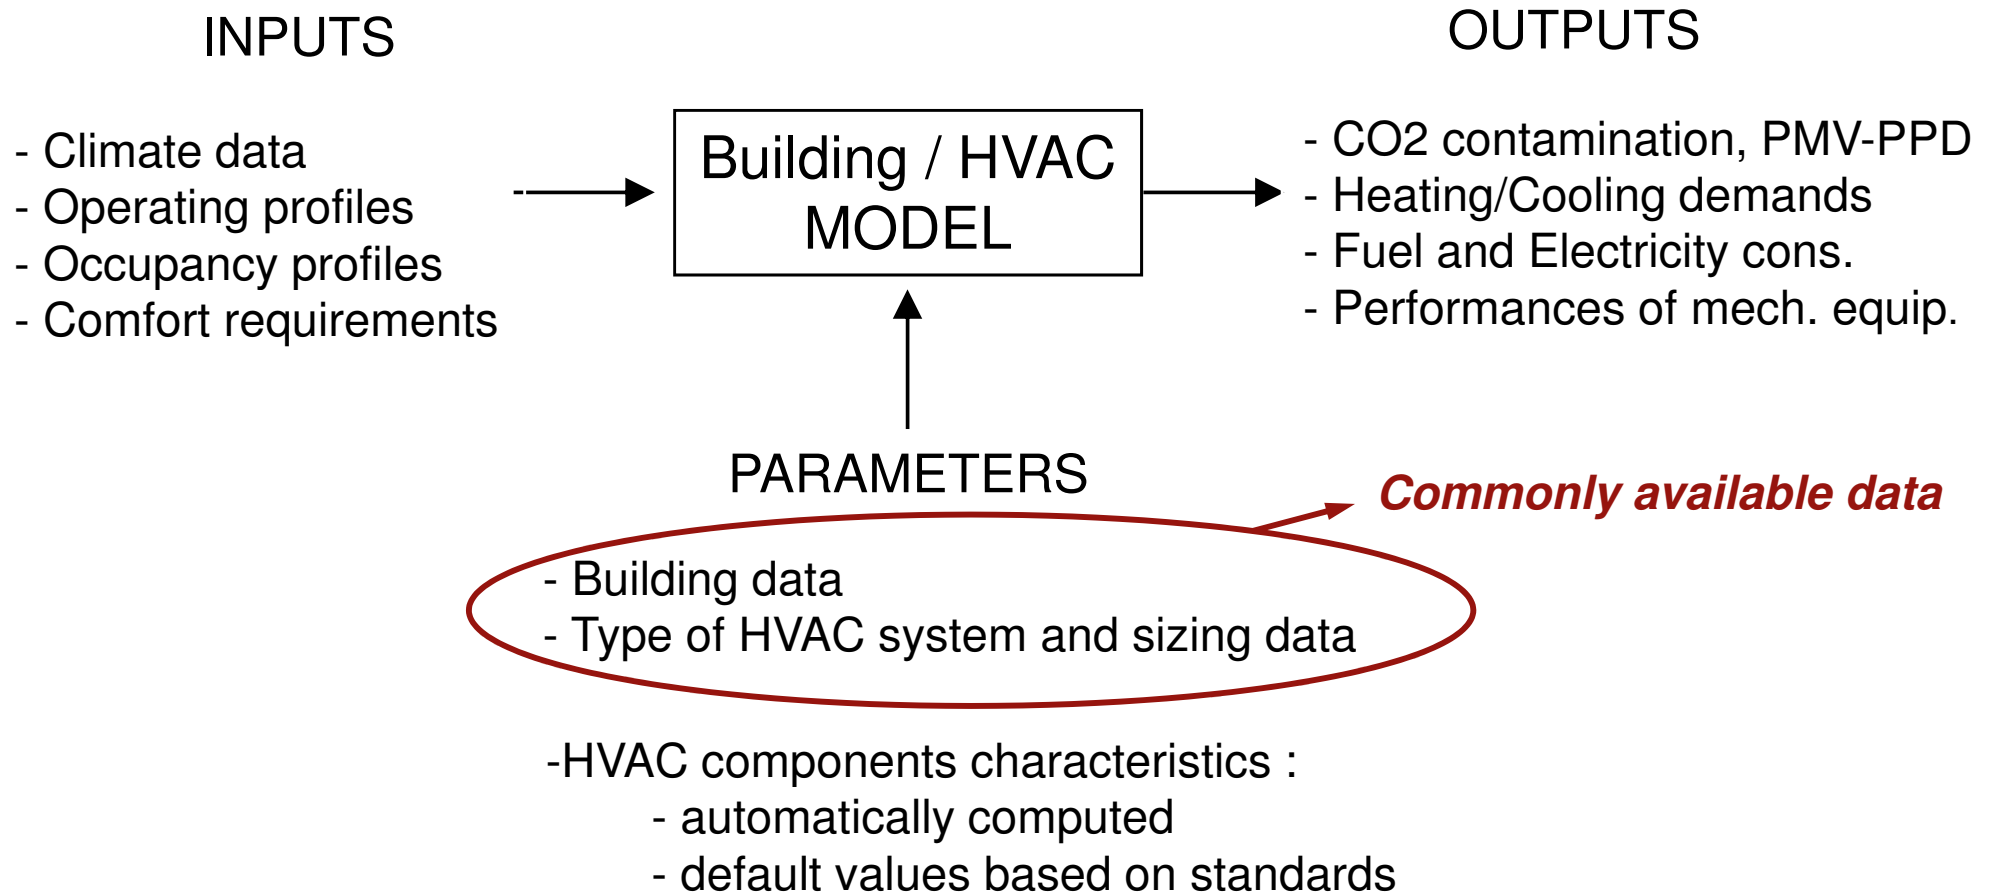 INPUTS
- Climate data
- Operating profiles
- Occupancy profiles
- Comfort requirements
Building / HVAC
MODEL
OUTPUTS
- CO2 contamination, PMV-PPD
- Heating/Cooling demands
- Fuel and Electricity cons.
- Performances of mech. equip.
PARAMETERS
Commonly available data
- Building data
- Type of HVAC system and sizing data
-HVAC components characteristics :
- automatically computed
- default values based on standards